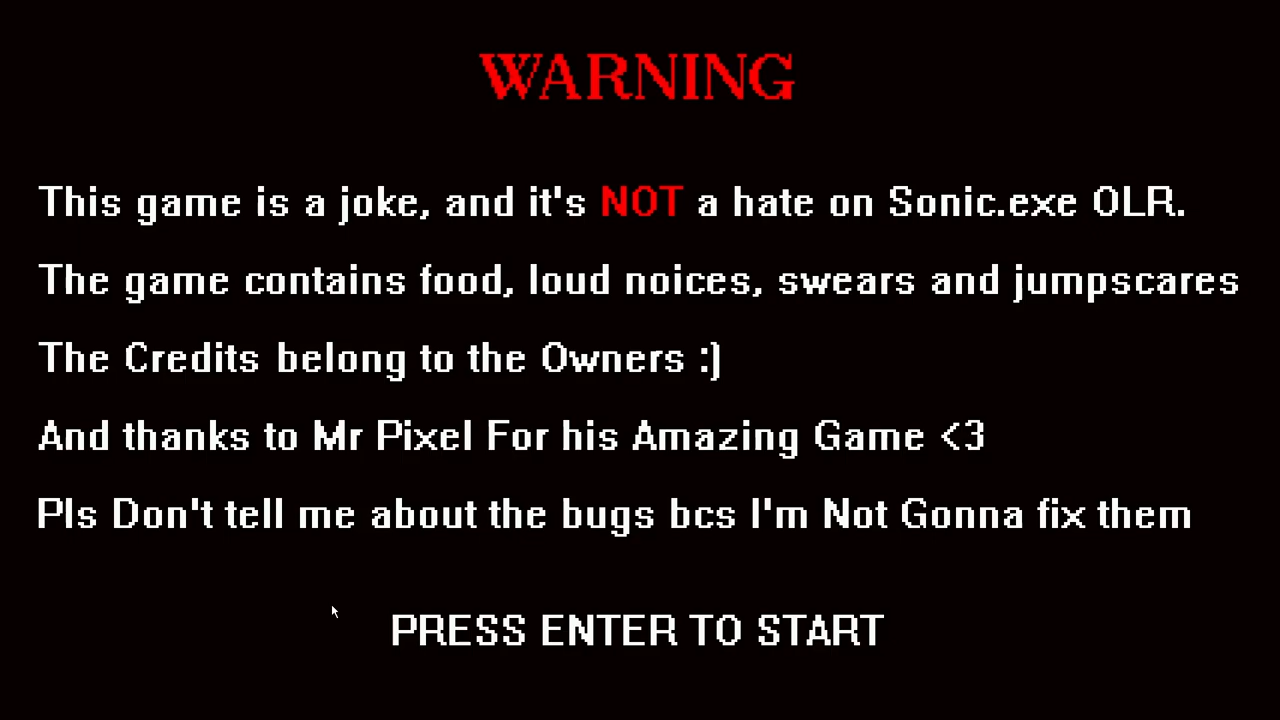 WARNING
This game is a joke, and it's NOT a hate on Sonic.exe OLR.
The game contains food, loud noices, swears and jumpscares
The Credits belong to the Owners :)
And thanks to Mr Pixel For his Amazing Game <3
Pls Don't tell me about the bugs bcs I'm Not Gonna fix them
PRESS ENTER TO START